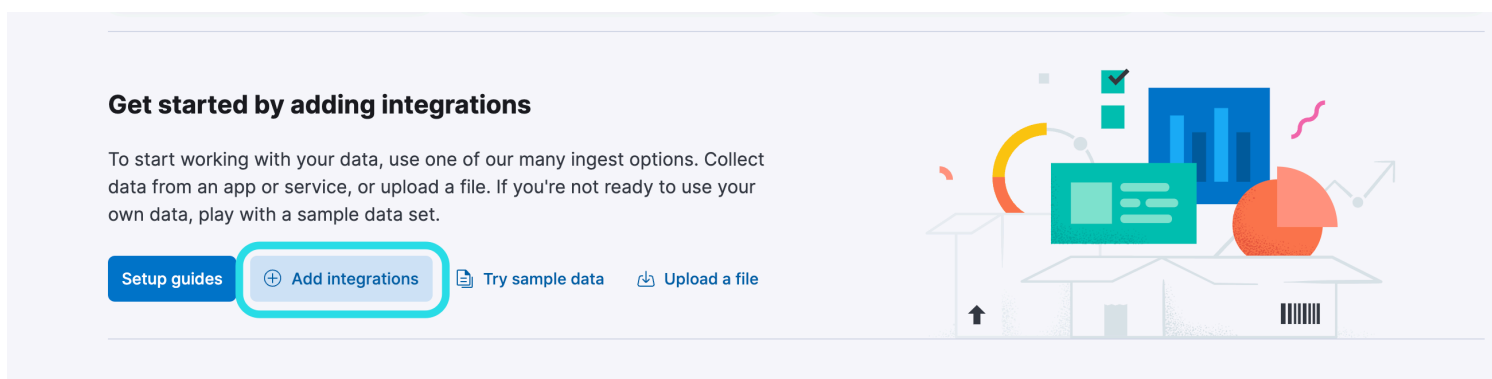 Get started by adding integrations
To start working with your data, use one of our many ingest options. Collect
data from an app or service, or upload a file. If you're not ready to use your
own data, play with a sample data set.
Setup guides Add integrations Try sample data Upload a file